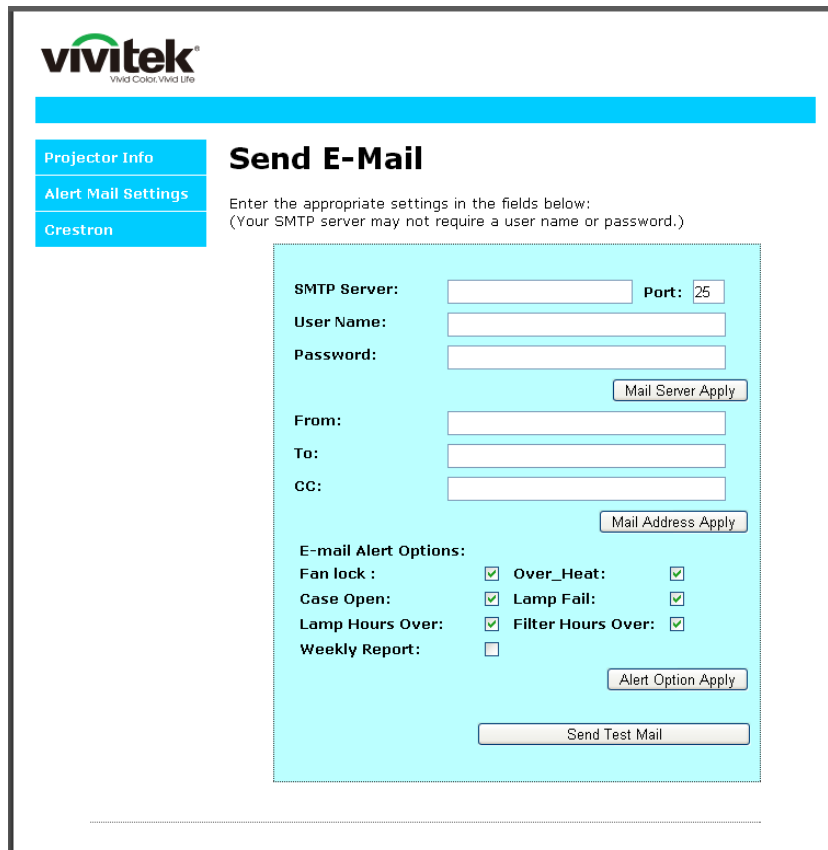 vivitek®
Vivid Color, Vivid Life
Projector Info
Alert Mail Settings
Crestron
Send E-Mail
Enter the appropriate settings in the fields below:
(Your SMTP server may not require a user name or password.)
SMTP Server: Port: 25
User Name:
Password:
Mail Server Apply
From:
To:
CC:
Mail Address Apply
E-mail Alert Options:
Fan lock : Over_Heat:
Case Open: Lamp Fail:
Lamp Hours Over: Filter Hours Over:
Weekly Report:
Alert Option Apply
Send Test Mail